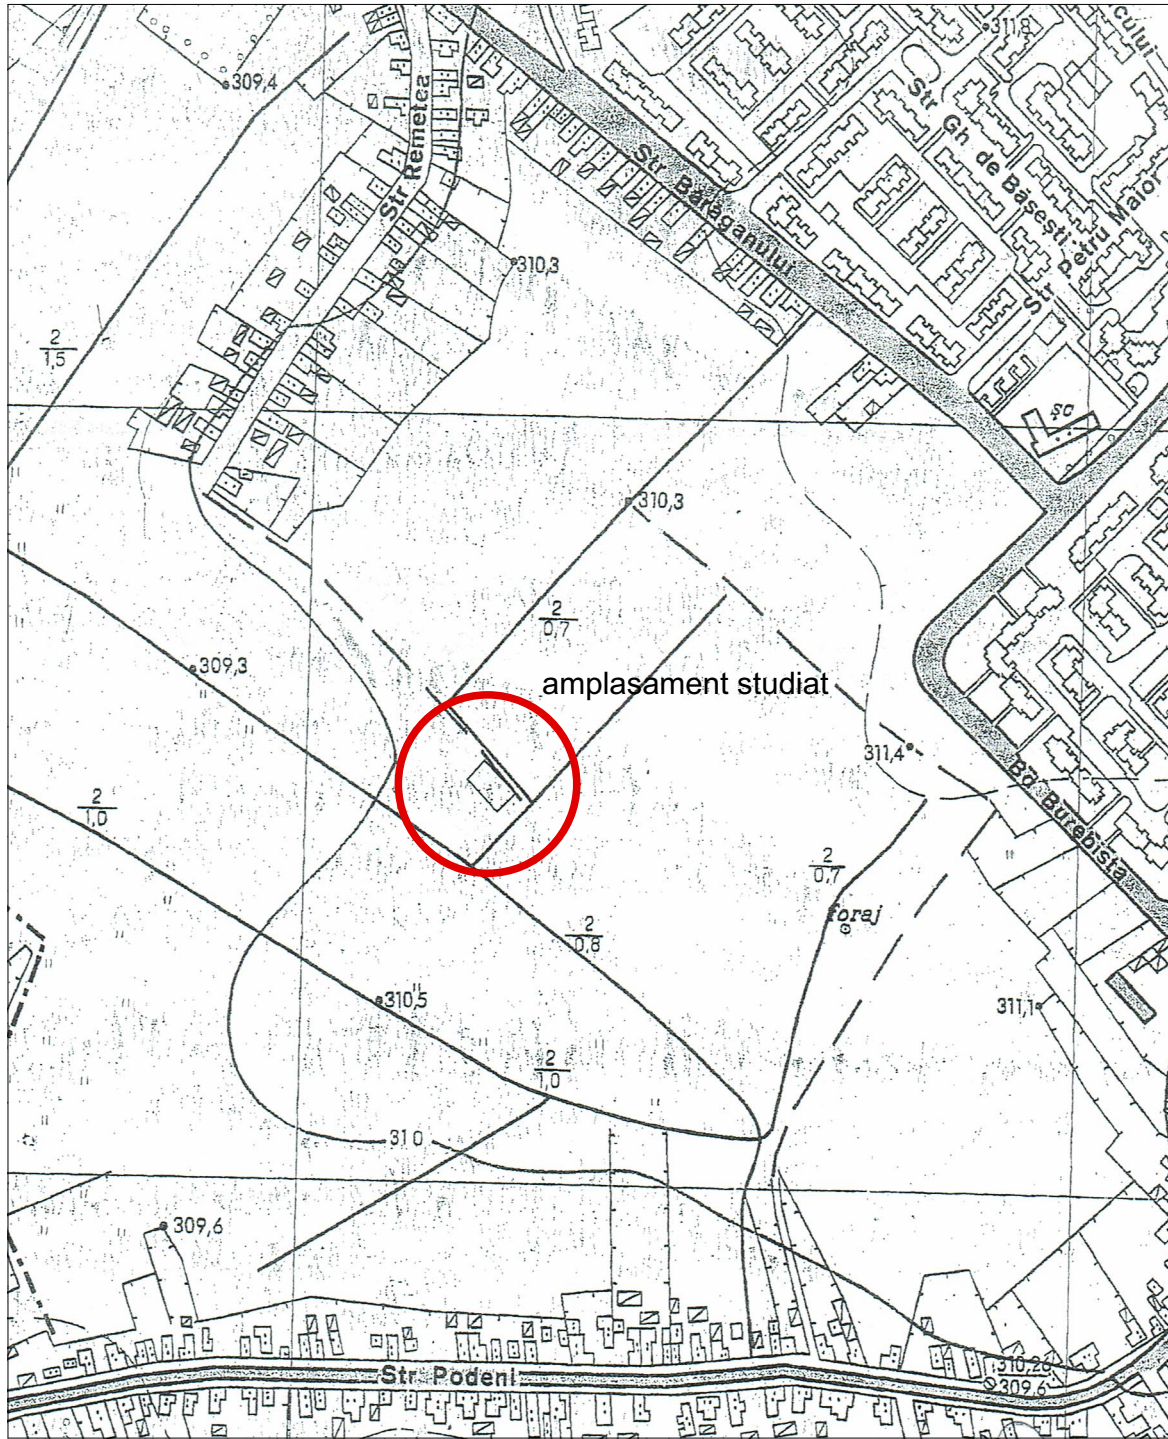 309,4
311,8
cului
Str Remetea
Str Bărăganului
Str Gh de Băsești
Str Petru Maior
310,3
2
1,5
șc
310,3
2
0,7
309,3
amplasament studiat
311,4
2
1,0
Bd Burebista
2
0,7
foraj
2
0,8
310,5
311,1
2
1,0
310
309,6
Str Podeni
310,26
309,6